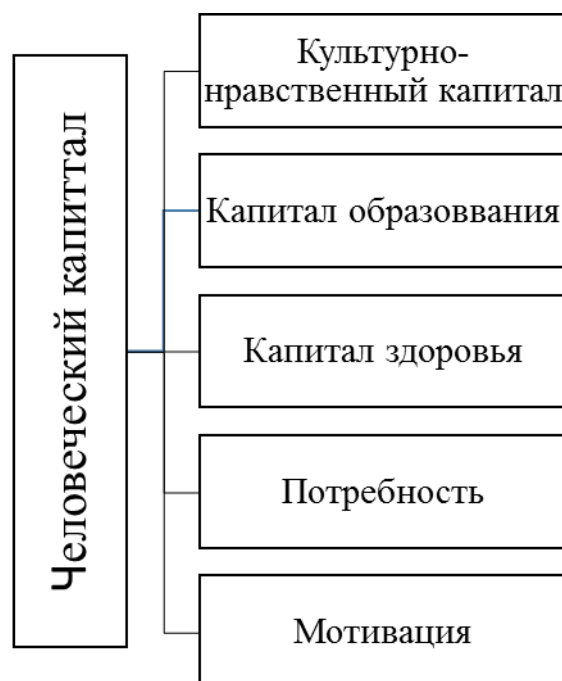 Человеческий капиттал
Культурно-
нравственный капитал
Капитал образоввания
Капитал здоровья
Потребность
Мотивация